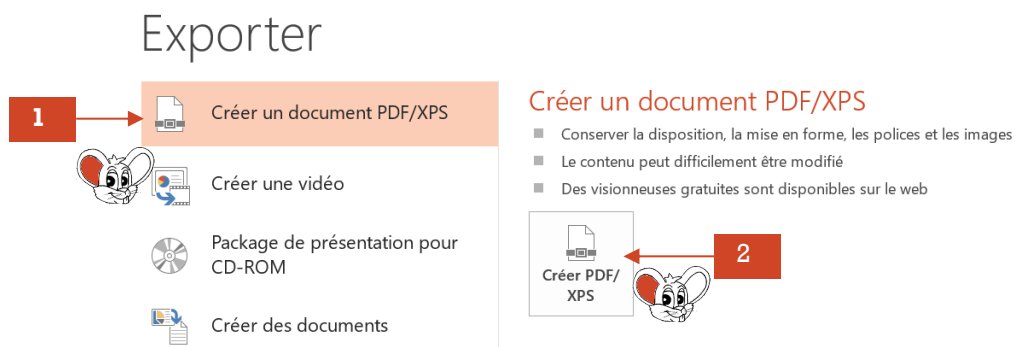 Exporter
1
Créer un document PDF/XPS
Créer une vidéo
Package de présentation pour
CD-ROM
Créer des documents
Créer un document PDF/XPS
Conserver la disposition, la mise en forme, les polices et les images
Le contenu peut difficilement être modifié
Des visionneuses gratuites sont disponibles sur le web
Créer PDF/
XPS
2